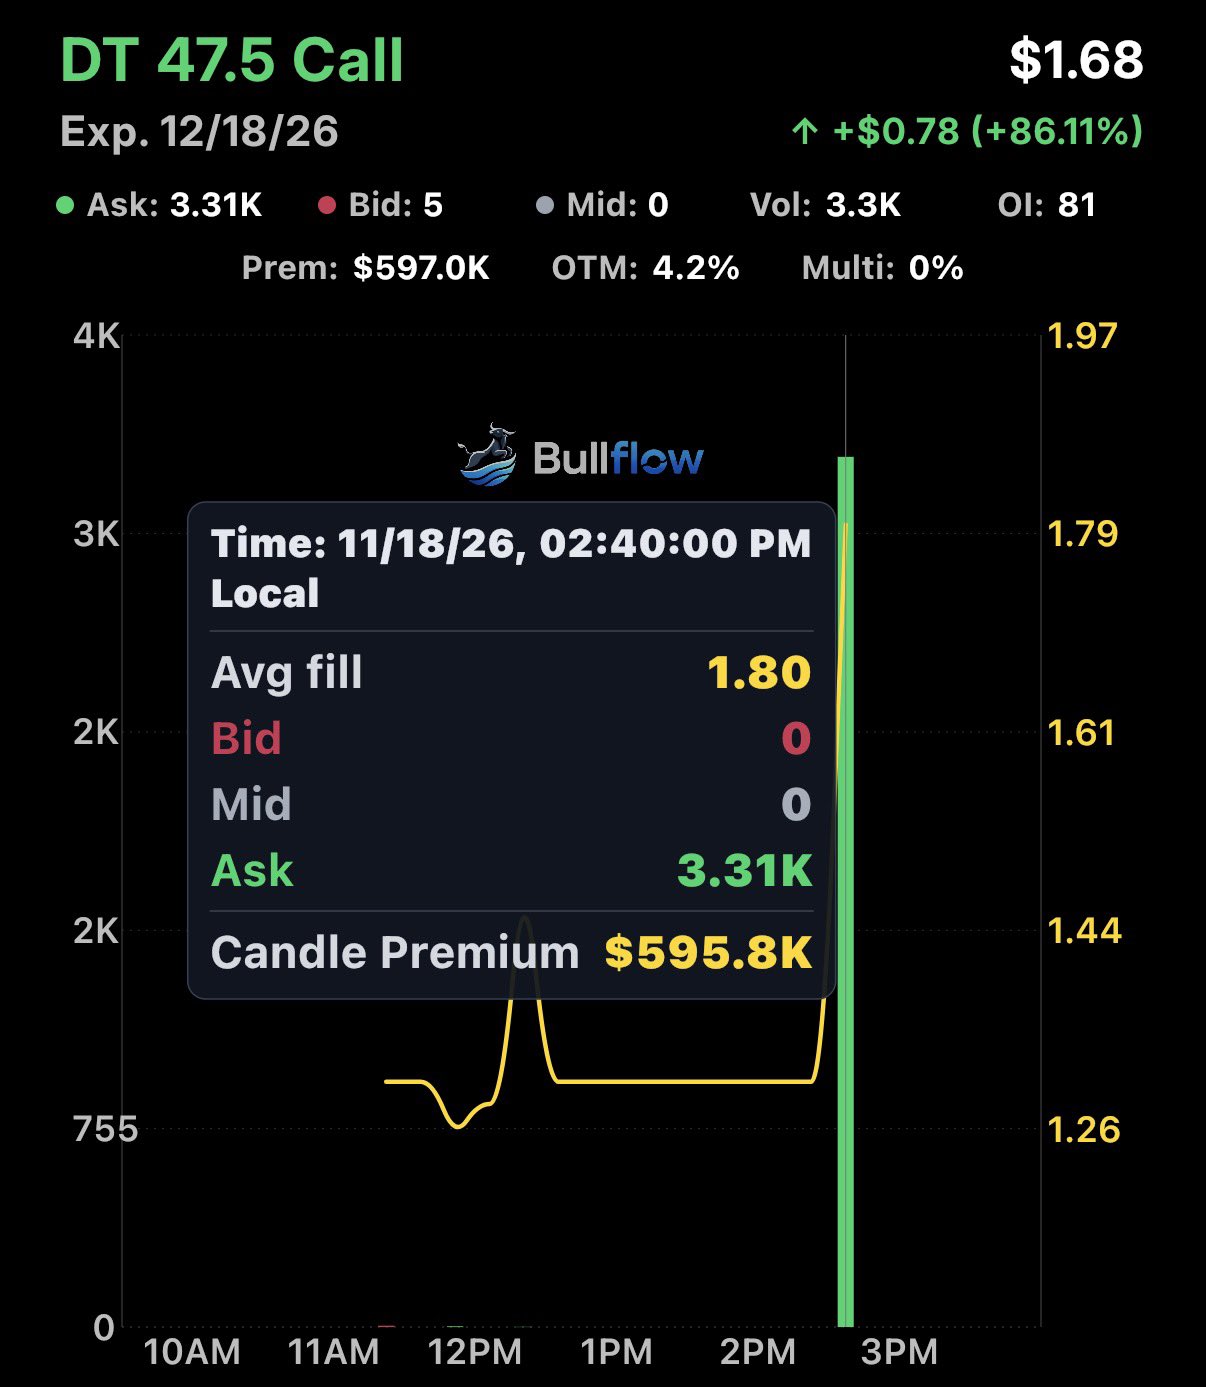 DT 47.5 Call
$1.68
Exp. 12/18/26
↑ +$0.78 (+86.11%)
Ask: 3.31K Bid: 5 Mid: 0 Vol: 3.3K OI: 81
Prem: $597.0K OTM: 4.2% Multi: 0%
4K
1.97
Bullflow
Time: 11/18/26, 02:40:00 PM
Local
3K
1.79
Avg fill 1.80
Bid 0
2K
1.61
Mid 0
Ask 3.31K
2K
1.44
Candle Premium $595.8K
755
1.26
0
10AM 11AM 12PM 1PM 2PM 3PM